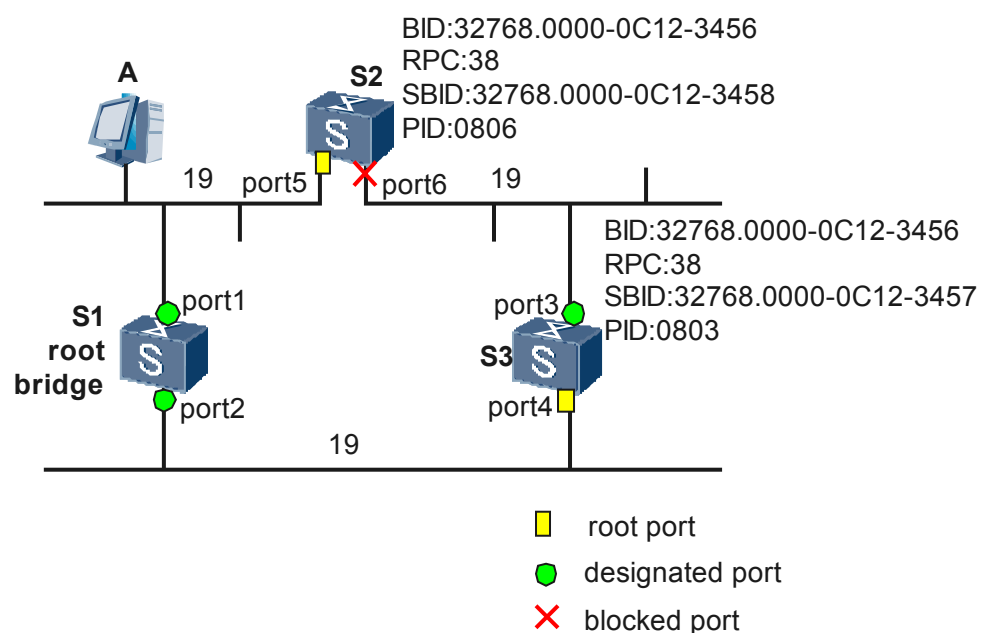 BID:32768.0000-0C12-3456
RPC:38
SBID:32768.0000-0C12-3458
PID:0806
A
S2
19
port5
port6
19
BID:32768.0000-0C12-3456
RPC:38
SBID:32768.0000-0C12-3457
PID:0803
port1
S1
root
bridge
S
port2
port3
S3
S
port4
S
19
root port
designated port
blocked port